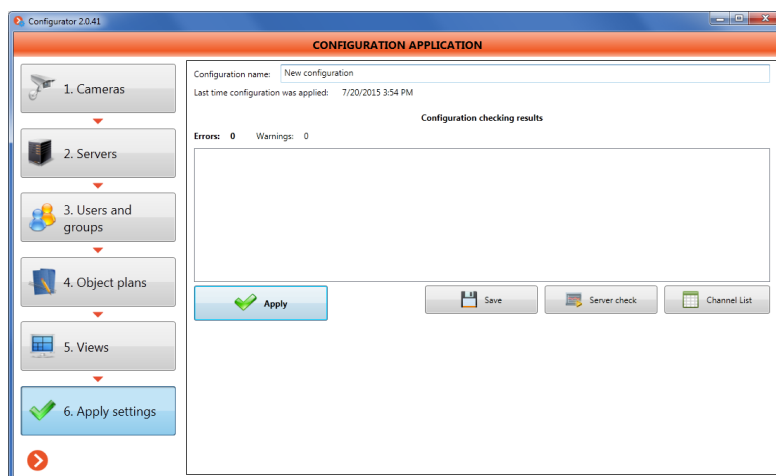 Configurator 2.0.41
CONFIGURATION APPLICATION
1. Cameras
2. Servers
3. Users and
groups
4. Object plans
5. Views
6. Apply settings
Configuration name: New configuration
Last time configuration was applied: 7/20/2015 3:54 PM
Configuration checking results
Errors: 0 Warnings: 0
Apply
Save
Server check
Channel List